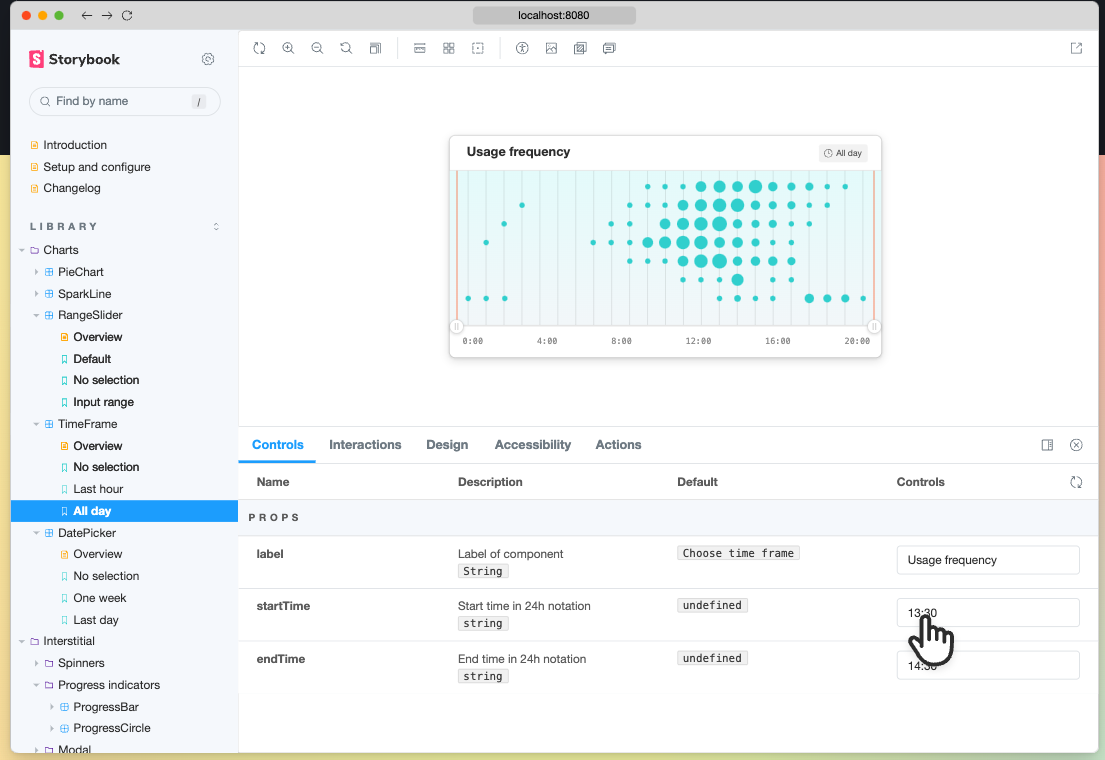 localhost:8080
Storybook
Find by name /
Introduction
Setup and configure
Changelog
LIBRARY
Charts
PieChart
SparkLine
RangeSlider
Overview
Default
No selection
Input range
TimeFrame
Overview
No selection
Last hour
All day
DatePicker
Overview
No selection
One week
Last day
Interstitial
Spinners
Progress indicators
ProgressBar
ProgressCircle
Modal
Usage frequency All day
0:00 4:00 8:00 12:00 16:00 20:00
Controls Interactions Design Accessibility Actions
Name Description Default Controls
PROPS
label Label of component Choose time frame Usage frequency
String
startTime Start time in 24h notation undefined 13:30
string
endTime End time in 24h notation undefined 14:30
string